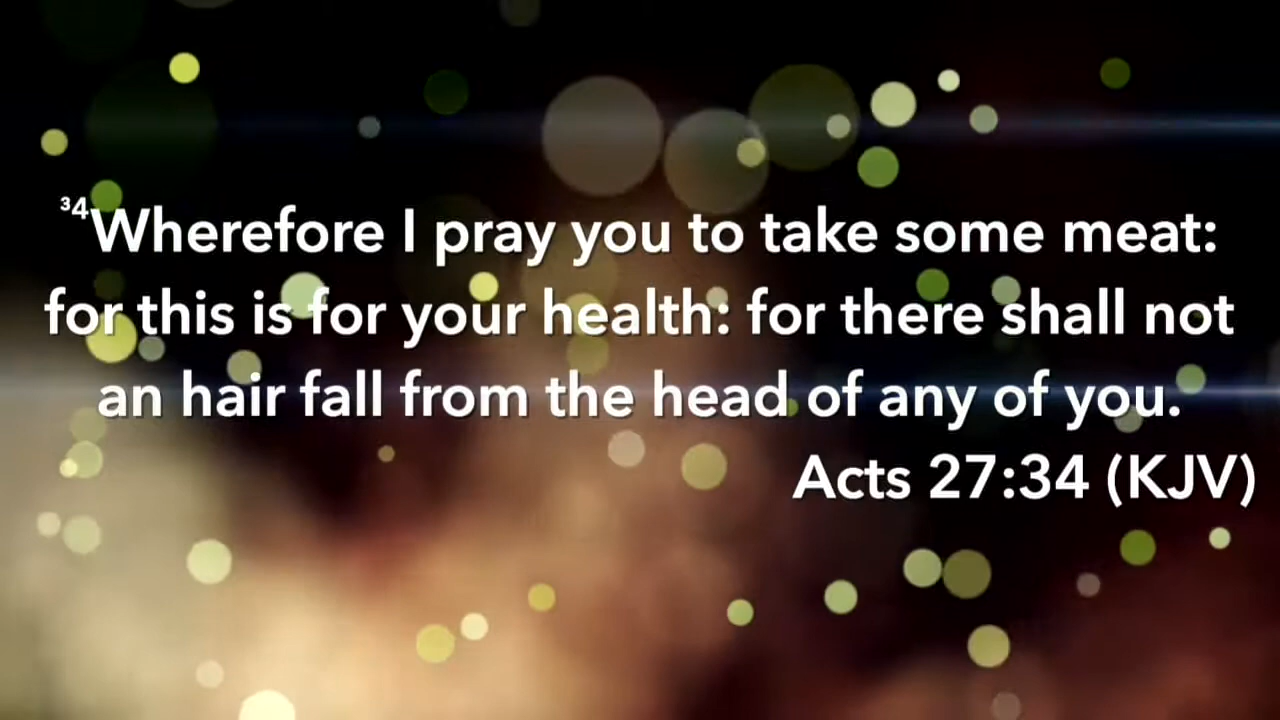 ³⁴Wherefore I pray you to take some meat:
for this is for your health: for there shall not
an hair fall from the head of any of you.
Acts 27:34 (KJV)